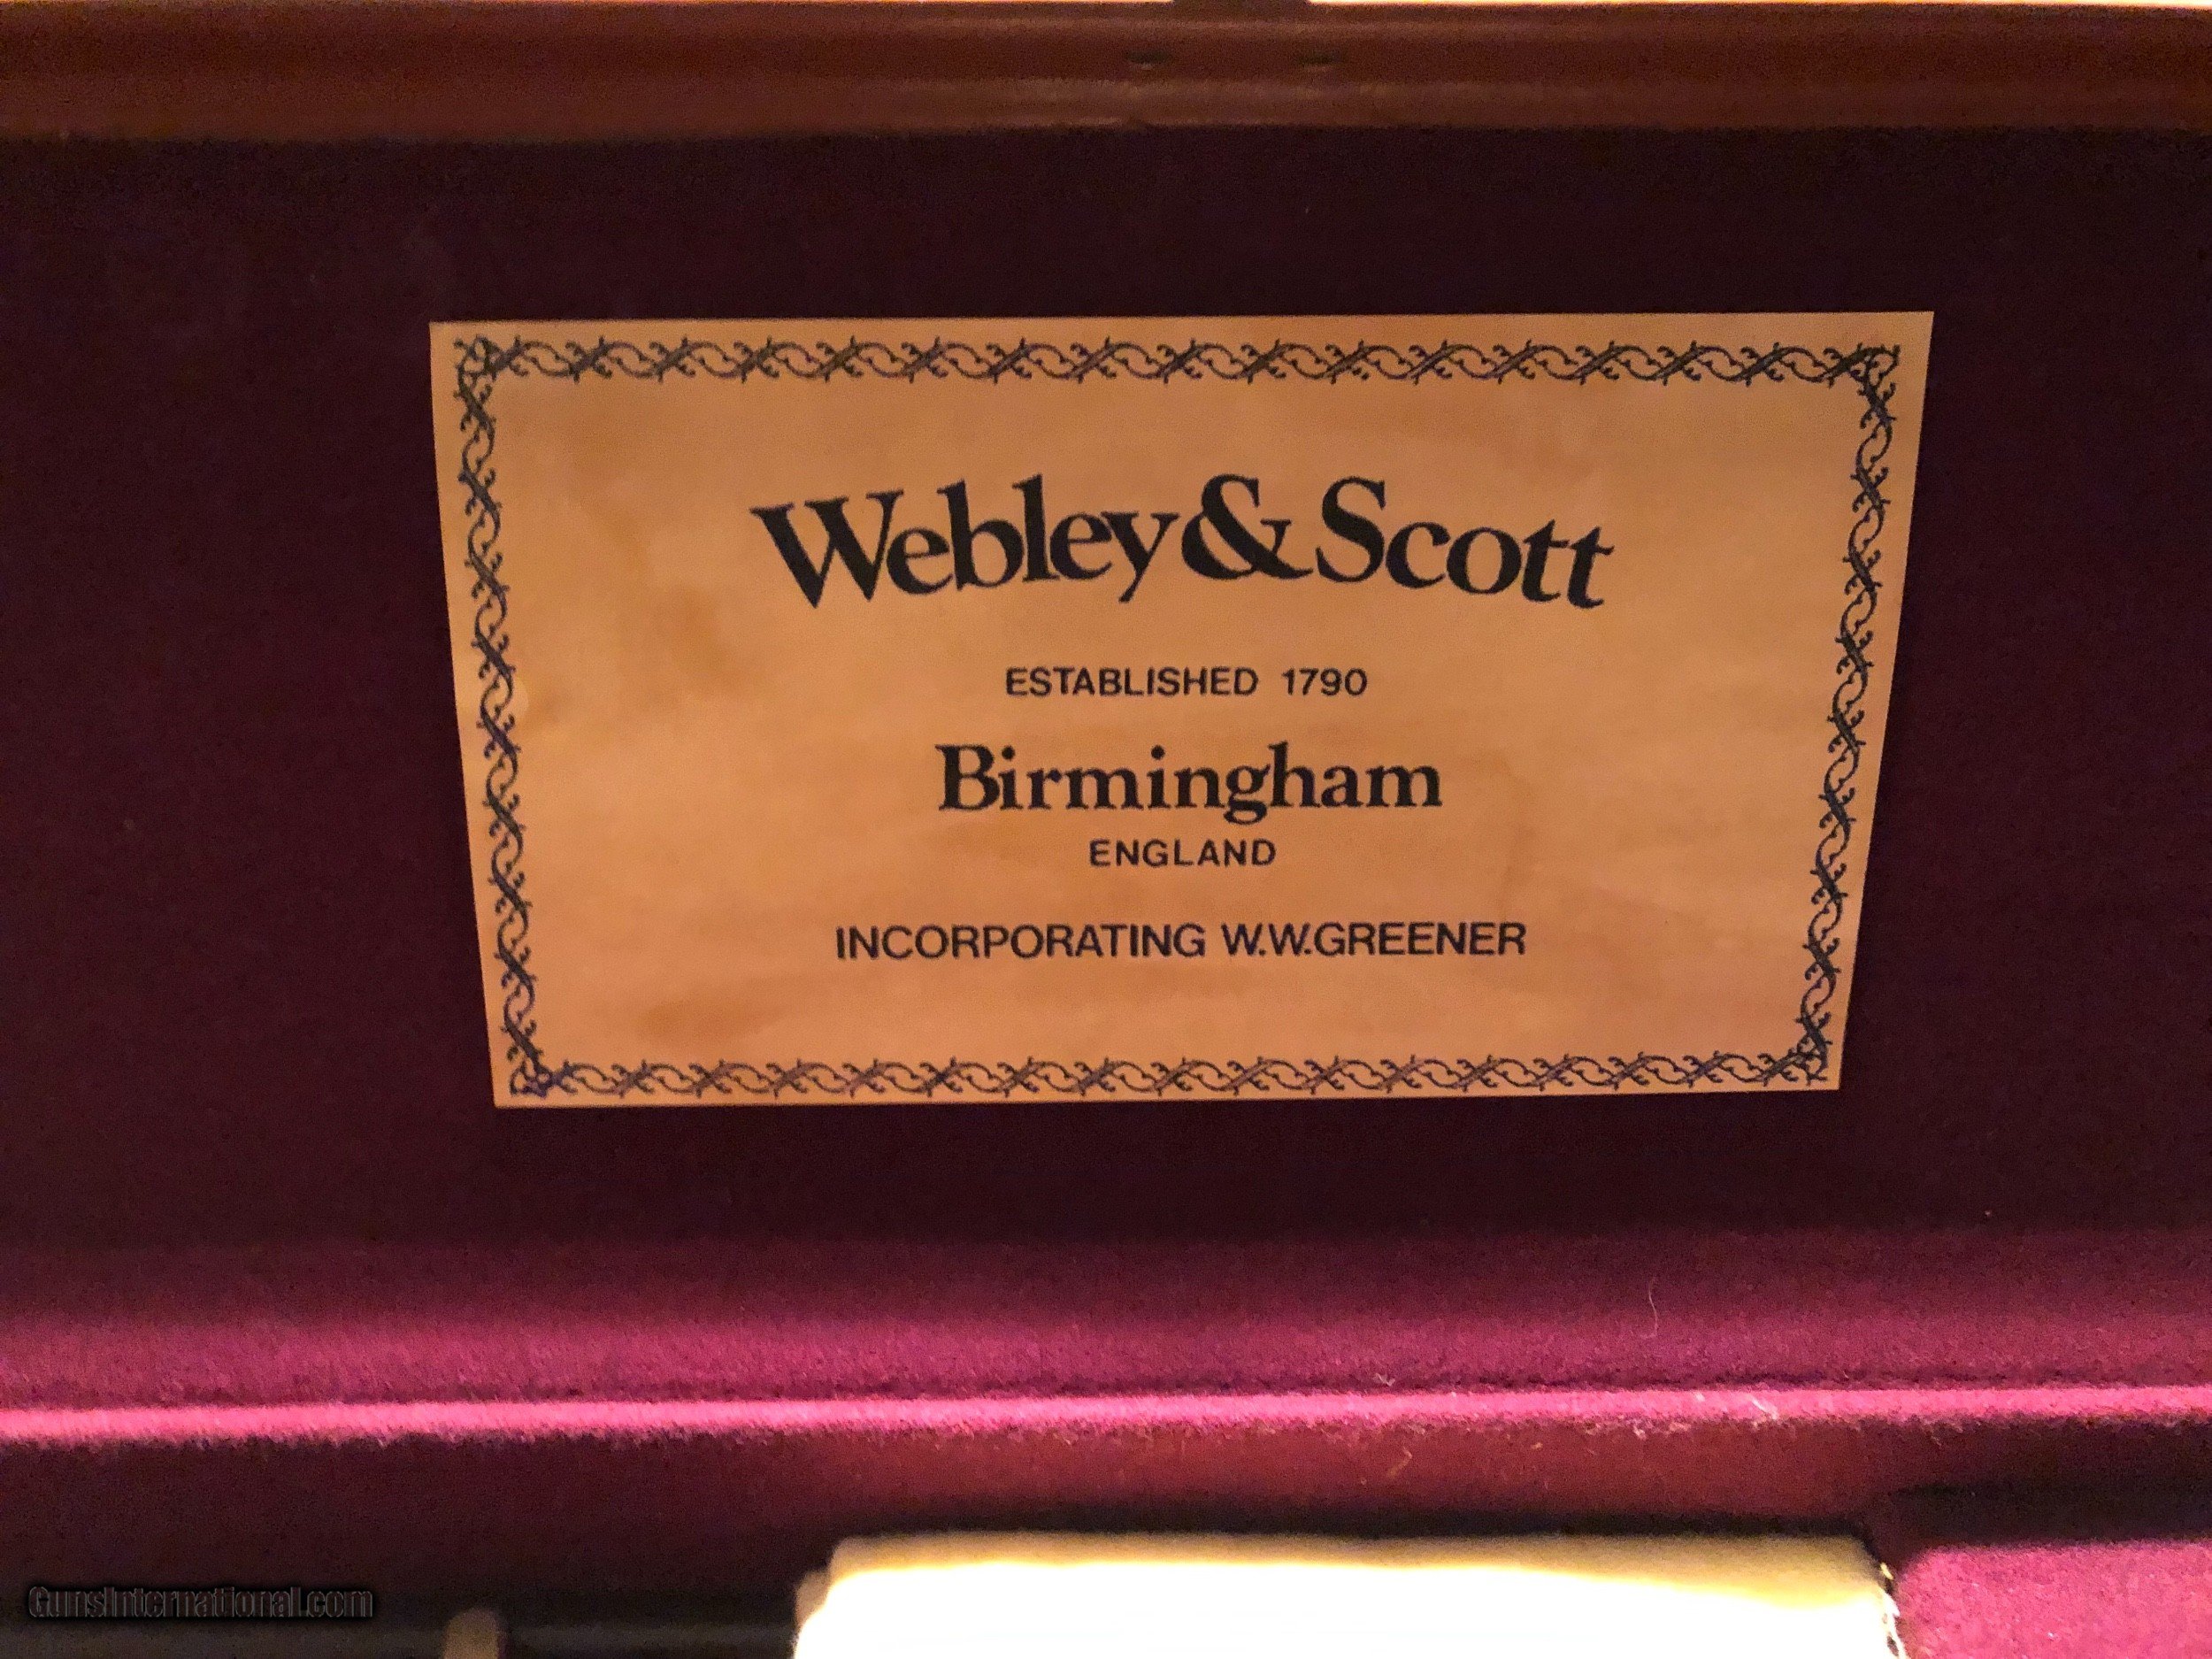 Webley & Scott
ESTABLISHED 1790
Birmingham
ENGLAND
INCORPORATING W.W.GREENER
GunsInternational.com